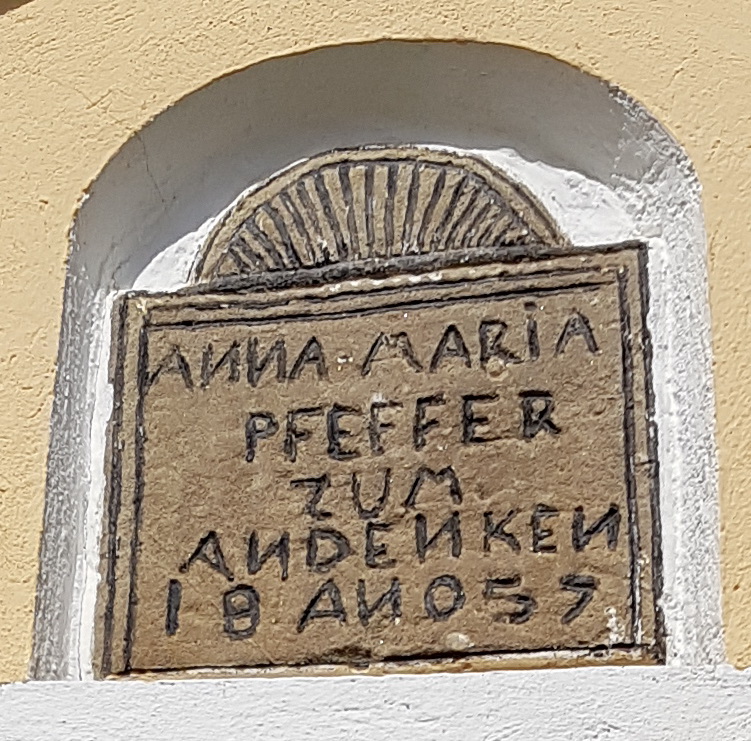 ANNA MARiA
PFEFFER
ZUM
ANDENKEN
18 ANO 57